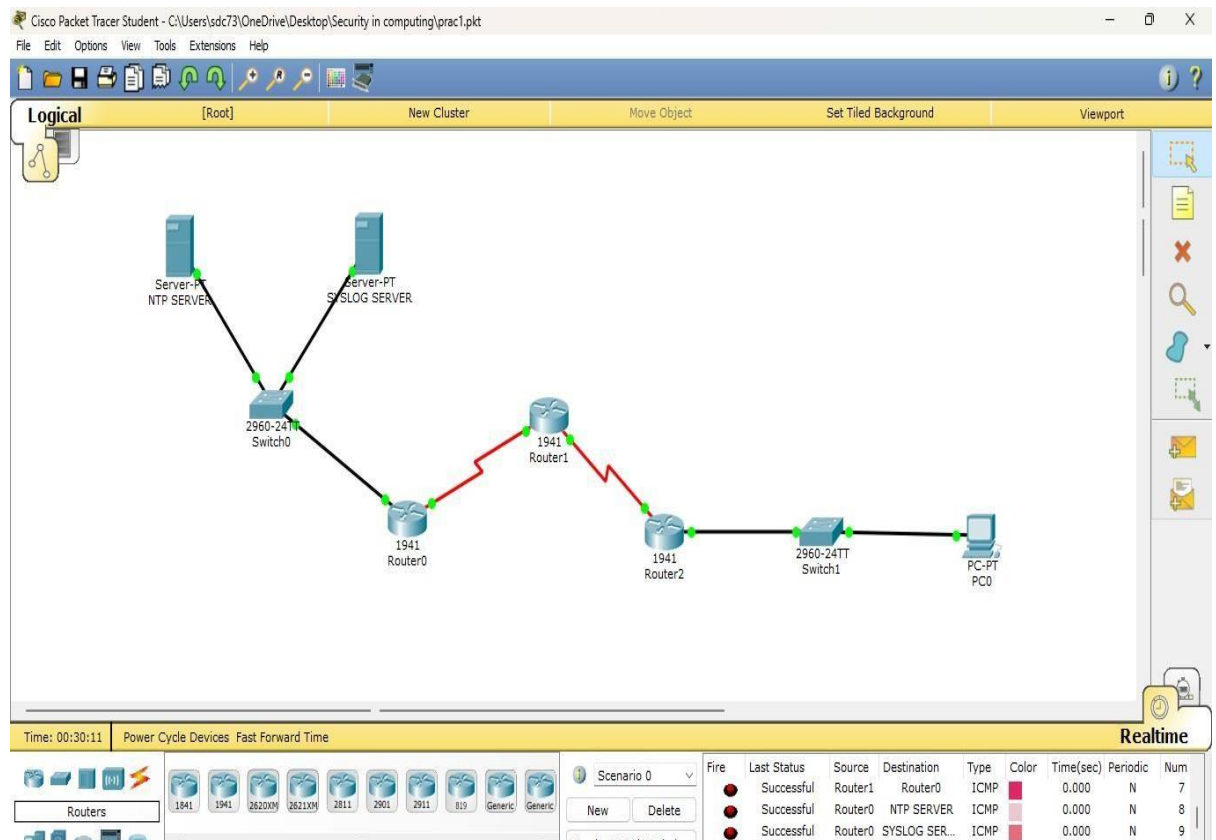 Cisco Packet Tracer Student - C:\Users\sdc73\OneDrive\Desktop\Security in computing\prac1.pkt
File Edit Options View Tools Extensions Help
Logical [Root] New Cluster Move Object Set Tiled Background Viewport
Server-PT
NTP SERVER
Server-PT
SYSLOG SERVER
2960-24TT
Switch0
1941
Router1
1941
Router0
1941
Router2
2960-24TT
Switch1
PC-PT
PC0
Time: 00:30:11 Power Cycle Devices Fast Forward Time Realtime
Routers
1841 1941 2620XM 2621XM 2811 2901 2911 819 Generic Generic
Scenario 0
New Delete
Fire Last Status Source Destination Type Color Time(sec) Periodic Num
Successful Router1 Router0 ICMP 0.000 N 7
Successful Router0 NTP SERVER ICMP 0.000 N 8
Successful Router0 SYSLOG SER... ICMP 0.000 N 9